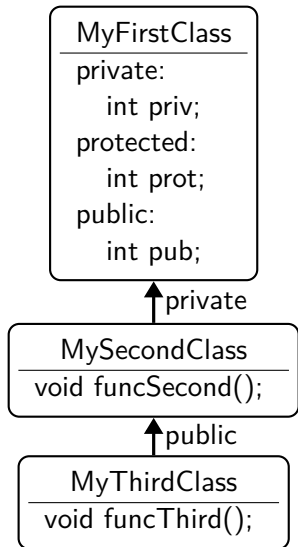 MyFirstClass
private:
int priv;
protected:
int prot;
public:
int pub;
private
MySecondClass
void funcSecond();
public
MyThirdClass
void funcThird();